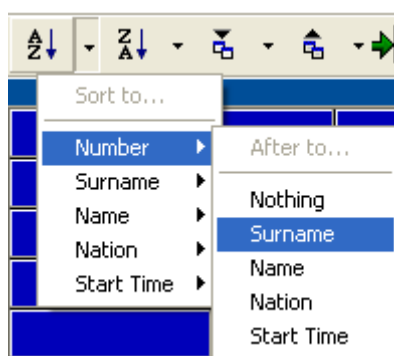 A
Z
Z
A
Sort to...
Number
Surname
Name
Nation
Start Time
After to...
Nothing
Surname
Name
Nation
Start Time